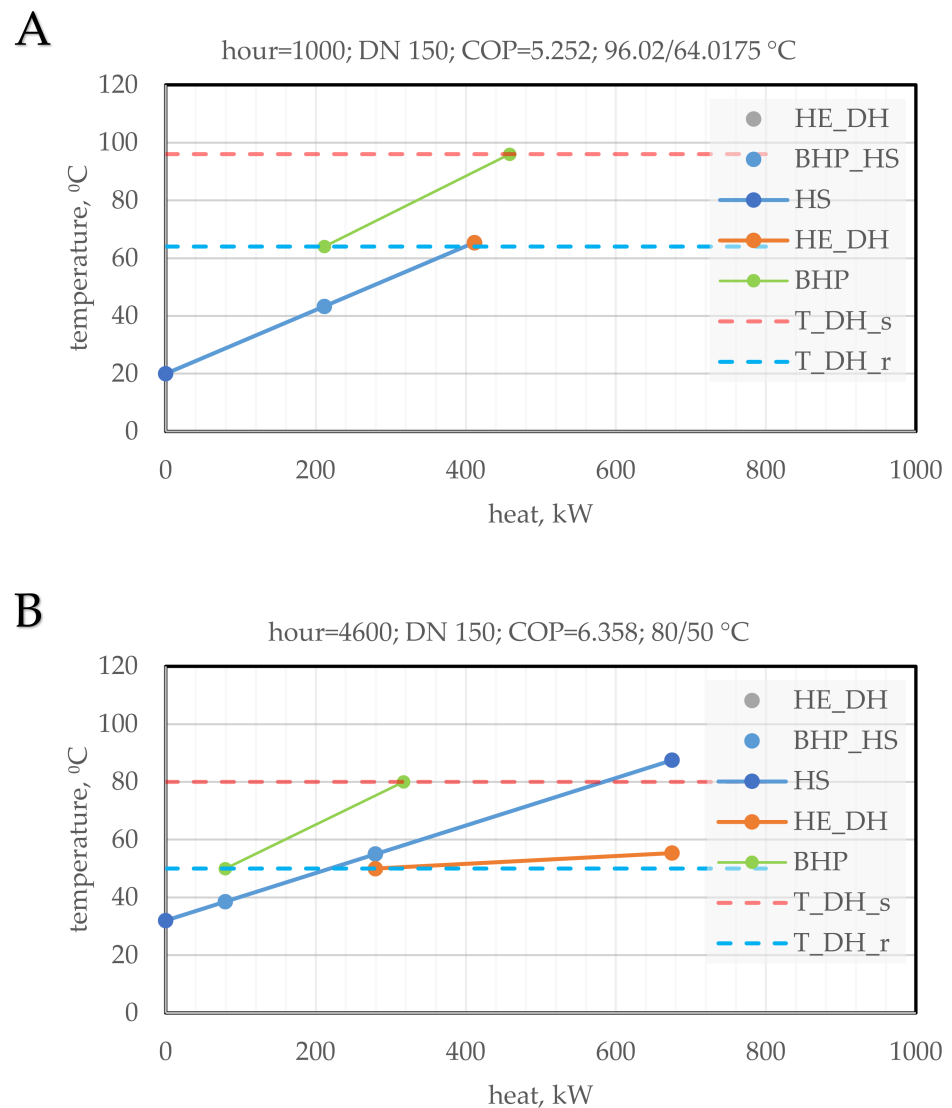 A
hour=1000; DN 150; COP=5.252; 96.02/64.0175 °C
120
100
80
60
40
20
0
temperature, ⁰C
0 200 400 600 800 1000
heat, kW
HE_DH
BHP_HS
HS
HE_DH
BHP
T_DH_s
T_DH_r
B
hour=4600; DN 150; COP=6.358; 80/50 °C
120
100
80
60
40
20
0
temperature, ⁰C
0 200 400 600 800 1000
heat, kW
HE_DH
BHP_HS
HS
HE_DH
BHP
T_DH_s
T_DH_r